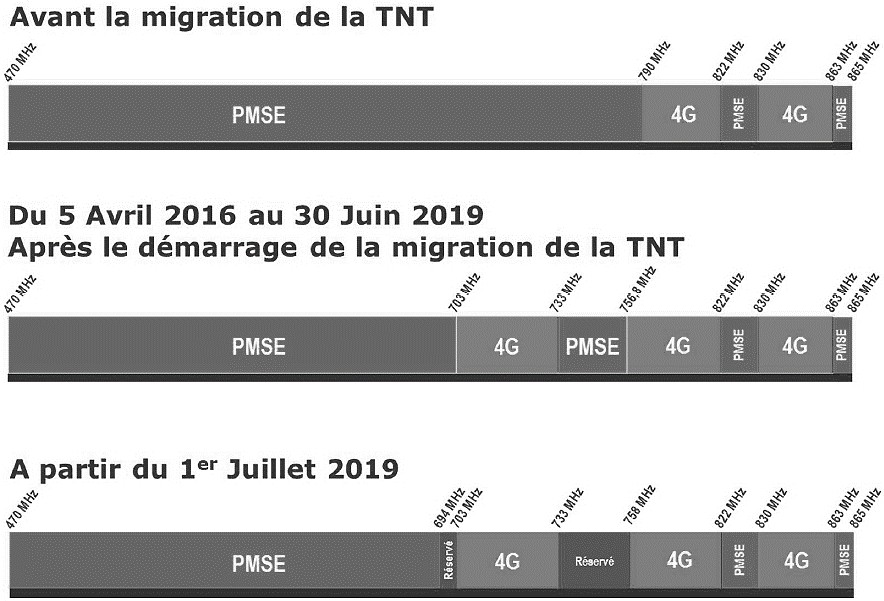 Avant la migration de la TNT
470 MHz 790 MHz 822 MHz 830 MHz 863 MHz 865 MHz
PMSE 4G PMSE 4G PMSE
Du 5 Avril 2016 au 30 Juin 2019
Après le démarrage de la migration de la TNT
470 MHz 703 MHz 733 MHz 756,8 MHz 822 MHz 830 MHz 863 MHz 865 MHz
PMSE 4G PMSE 4G PMSE 4G PMSE
A partir du 1er Juillet 2019
470 MHz 694 MHz 703 MHz 733 MHz 758 MHz 822 MHz 830 MHz 863 MHz 865 MHz
PMSE Réservé 4G Réservé 4G PMSE 4G PMSE